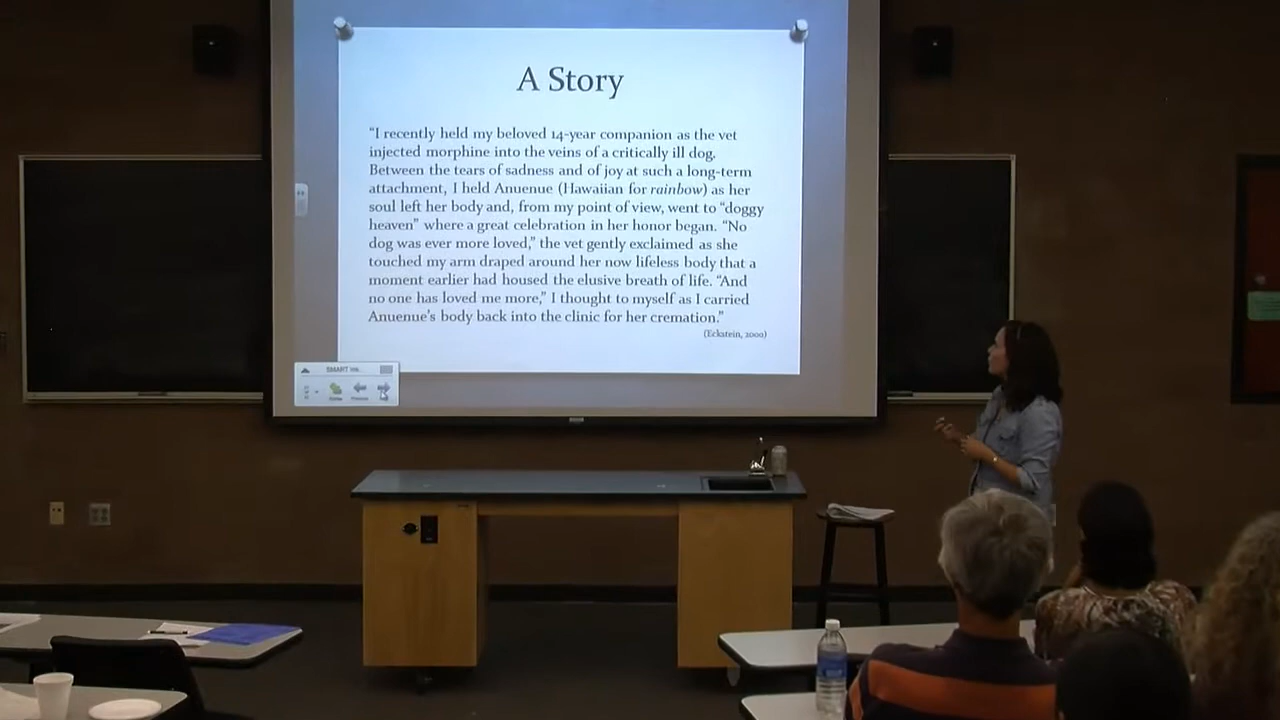 A Story
“I recently held my beloved 14-year companion as the vet
injected morphine into the veins of a critically ill dog.
Between the tears of sadness and of joy at such a long-term
attachment, I held Anuenue (Hawaiian for rainbow) as her
soul left her body and, from my point of view, went to “doggy
heaven” where a great celebration in her honor began. “No
dog was ever more loved,” the vet gently exclaimed as she
touched my arm draped around her now lifeless body that a
moment earlier had housed the elusive breath of life. “And
no one has loved me more,” I thought to myself as I carried
Anuenue’s body back into the clinic for her cremation.”
(Eckstein, 2000)
SMART